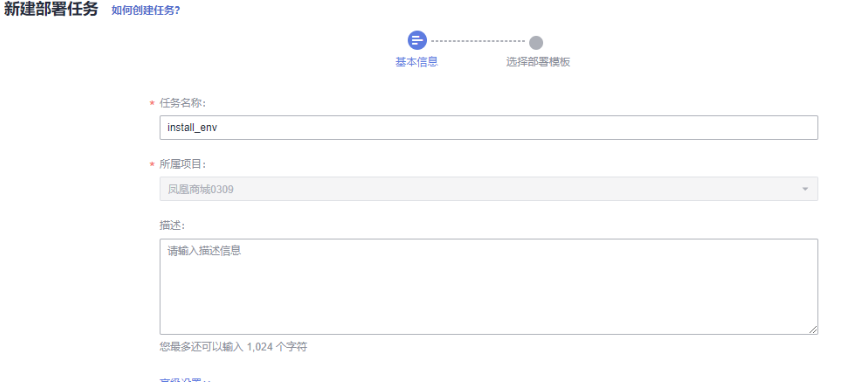 新建部署任务 如何创建任务?
基本信息 选择部署模板
* 任务名称:
install_env
* 所属项目:
凤凰商城0309
描述:
请输入描述信息
您最多还可以输入 1,024 个字符